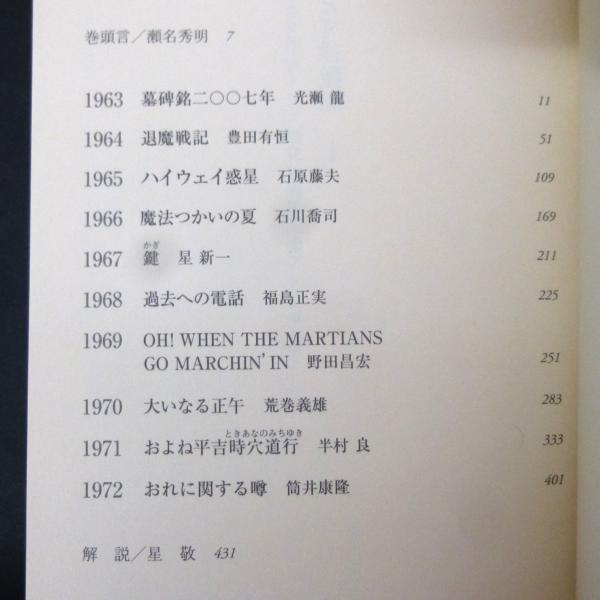 巻頭言／瀬名秀明 7
1963 墓碑銘二〇〇七年 光瀬 龍 11
1964 退魔戦記 豊田有恒 51
1965 ハイウェイ惑星 石原藤夫 109
1966 魔法つかいの夏 石川喬司 169
かぎ
1967 鍵 星 新一 211
1968 過去への電話 福島正実 225
1969 OH! WHEN THE MARTIANS
GO MARCHIN' IN 野田昌宏 251
1970 大いなる正午 荒巻義雄 283
ときあなのみちゆき
1971 およね平吉時穴道行 半村 良 333
1972 おれに関する噂 筒井康隆 401
解 説／星 敬 431